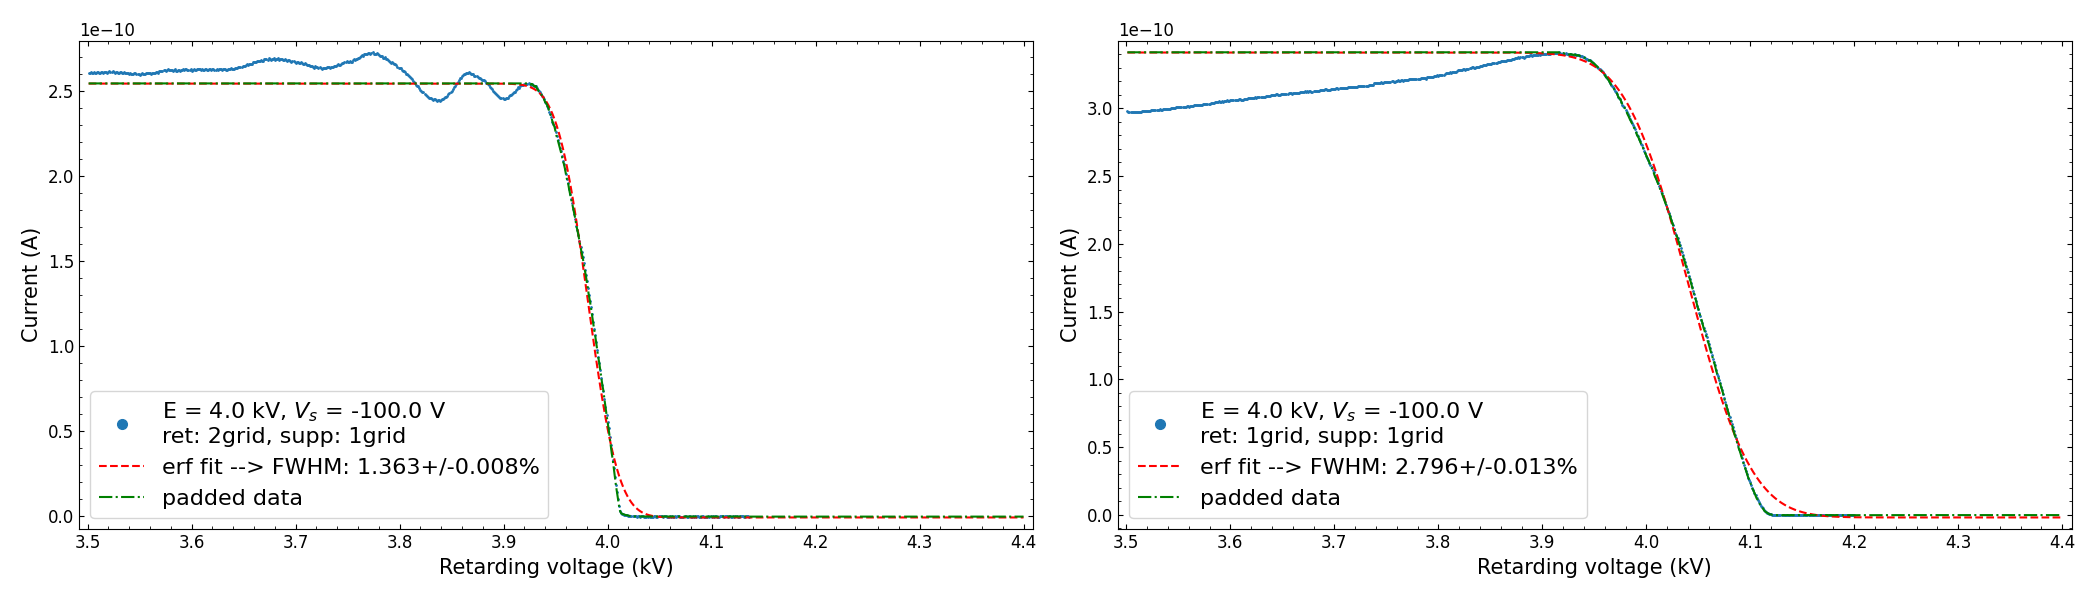 1e−10
Current (A)
2.5
2.0
1.5
1.0
0.5
0.0
E = 4.0 kV, Vs = -100.0 V
ret: 2grid, supp: 1grid
erf fit --> FWHM: 1.363+/-0.008%
padded data
3.5 3.6 3.7 3.8 3.9 4.0 4.1 4.2 4.3 4.4
Retarding voltage (kV)
1e−10
Current (A)
3.0
2.5
2.0
1.5
1.0
0.5
0.0
E = 4.0 kV, Vs = -100.0 V
ret: 1grid, supp: 1grid
erf fit --> FWHM: 2.796+/-0.013%
padded data
3.5 3.6 3.7 3.8 3.9 4.0 4.1 4.2 4.3 4.4
Retarding voltage (kV)